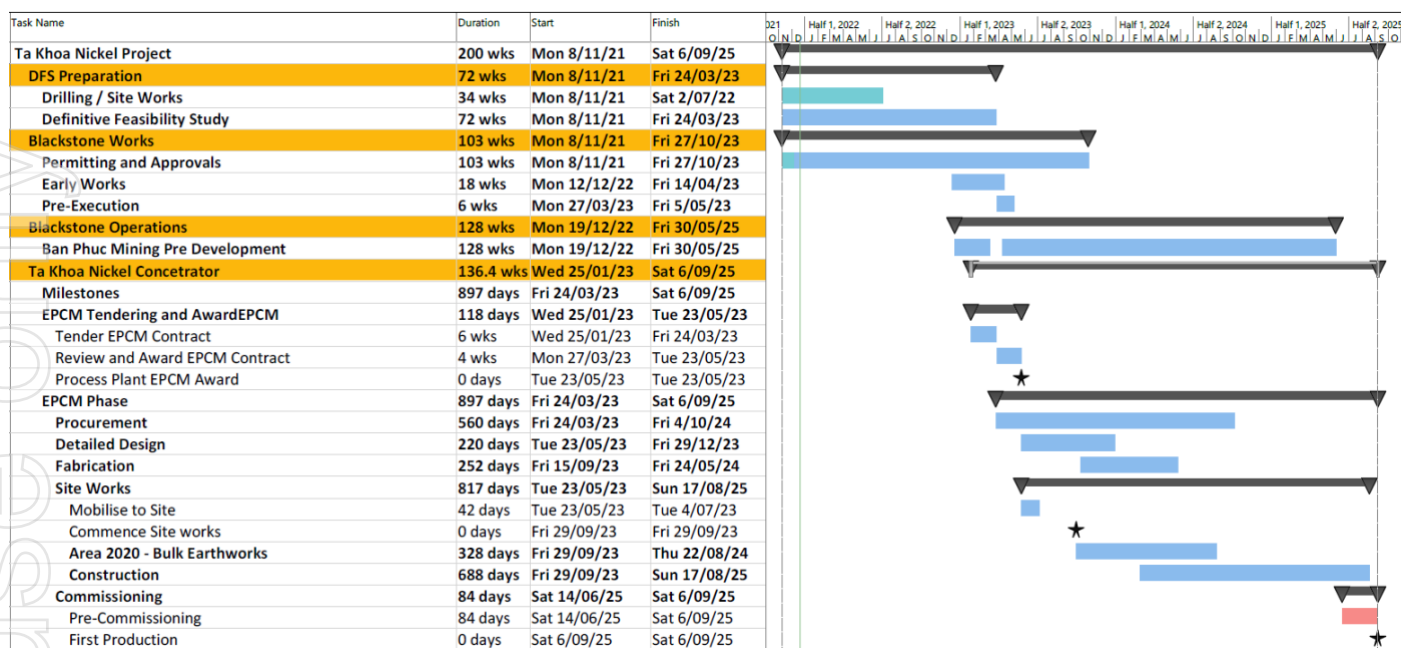 Task Name Duration Start Finish 2021 Half 1, 2022 Half 2, 2022 Half 1, 2023 Half 2, 2023 Half 1, 2024 Half 2, 2024 Half 1, 2025 Half 2, 2025
O N D J F M A M J J A S O N D J F M A M J J A S O N D J F M A M J J A S O N D J F M A M J J A S O
Ta Khoa Nickel Project 200 wks Mon 8/11/21 Sat 6/09/25
DFS Preparation 72 wks Mon 8/11/21 Fri 24/03/23
Drilling / Site Works 34 wks Mon 8/11/21 Sat 2/07/22
Definitive Feasibility Study 72 wks Mon 8/11/21 Fri 24/03/23
Blackstone Works 103 wks Mon 8/11/21 Fri 27/10/23
Permitting and Approvals 103 wks Mon 8/11/21 Fri 27/10/23
Early Works 18 wks Mon 12/12/22 Fri 14/04/23
Pre-Execution 6 wks Mon 27/03/23 Fri 5/05/23
Blackstone Operations 128 wks Mon 19/12/22 Fri 30/05/25
Ban Phuc Mining Pre Development 128 wks Mon 19/12/22 Fri 30/05/25
Ta Khoa Nickel Concetrator 136.4 wks Wed 25/01/23 Sat 6/09/25
Milestones 897 days Fri 24/03/23 Sat 6/09/25
EPCM Tendering and AwardEPCM 118 days Wed 25/01/23 Tue 23/05/23
Tender EPCM Contract 6 wks Wed 25/01/23 Fri 24/03/23
Review and Award EPCM Contract 4 wks Mon 27/03/23 Tue 23/05/23
Process Plant EPCM Award 0 days Tue 23/05/23 Tue 23/05/23
EPCM Phase 897 days Fri 24/03/23 Sat 6/09/25
Procurement 560 days Fri 24/03/23 Fri 4/10/24
Detailed Design 220 days Tue 23/05/23 Fri 29/12/23
Fabrication 252 days Fri 15/09/23 Fri 24/05/24
Site Works 817 days Tue 23/05/23 Sun 17/08/25
Mobilise to Site 42 days Tue 23/05/23 Tue 4/07/23
Commence Site works 0 days Fri 29/09/23 Fri 29/09/23
Area 2020 - Bulk Earthworks 328 days Fri 29/09/23 Thu 22/08/24
Construction 688 days Fri 29/09/23 Sun 17/08/25
Commissioning 84 days Sat 14/06/25 Sat 6/09/25
Pre-Commissioning 84 days Sat 14/06/25 Sat 6/09/25
First Production 0 days Sat 6/09/25 Sat 6/09/25